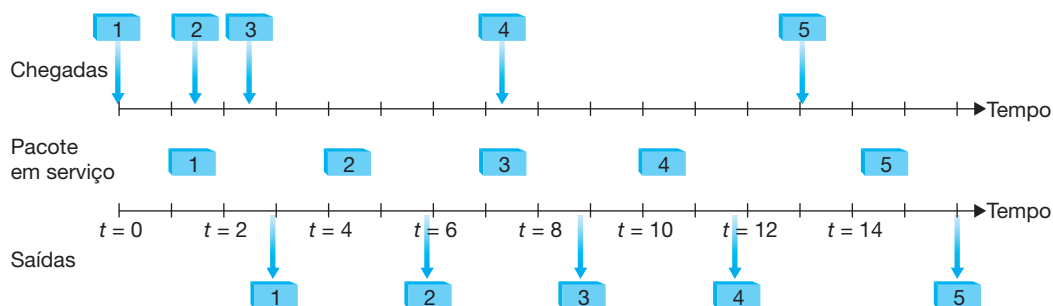 1 2 3 4 5
Chegadas
Tempo
Pacote
em serviço
1 2 3 4 5
Tempo
t = 0 t = 2 t = 4 t = 6 t = 8 t = 10 t = 12 t = 14
Saídas
1 2 3 4 5